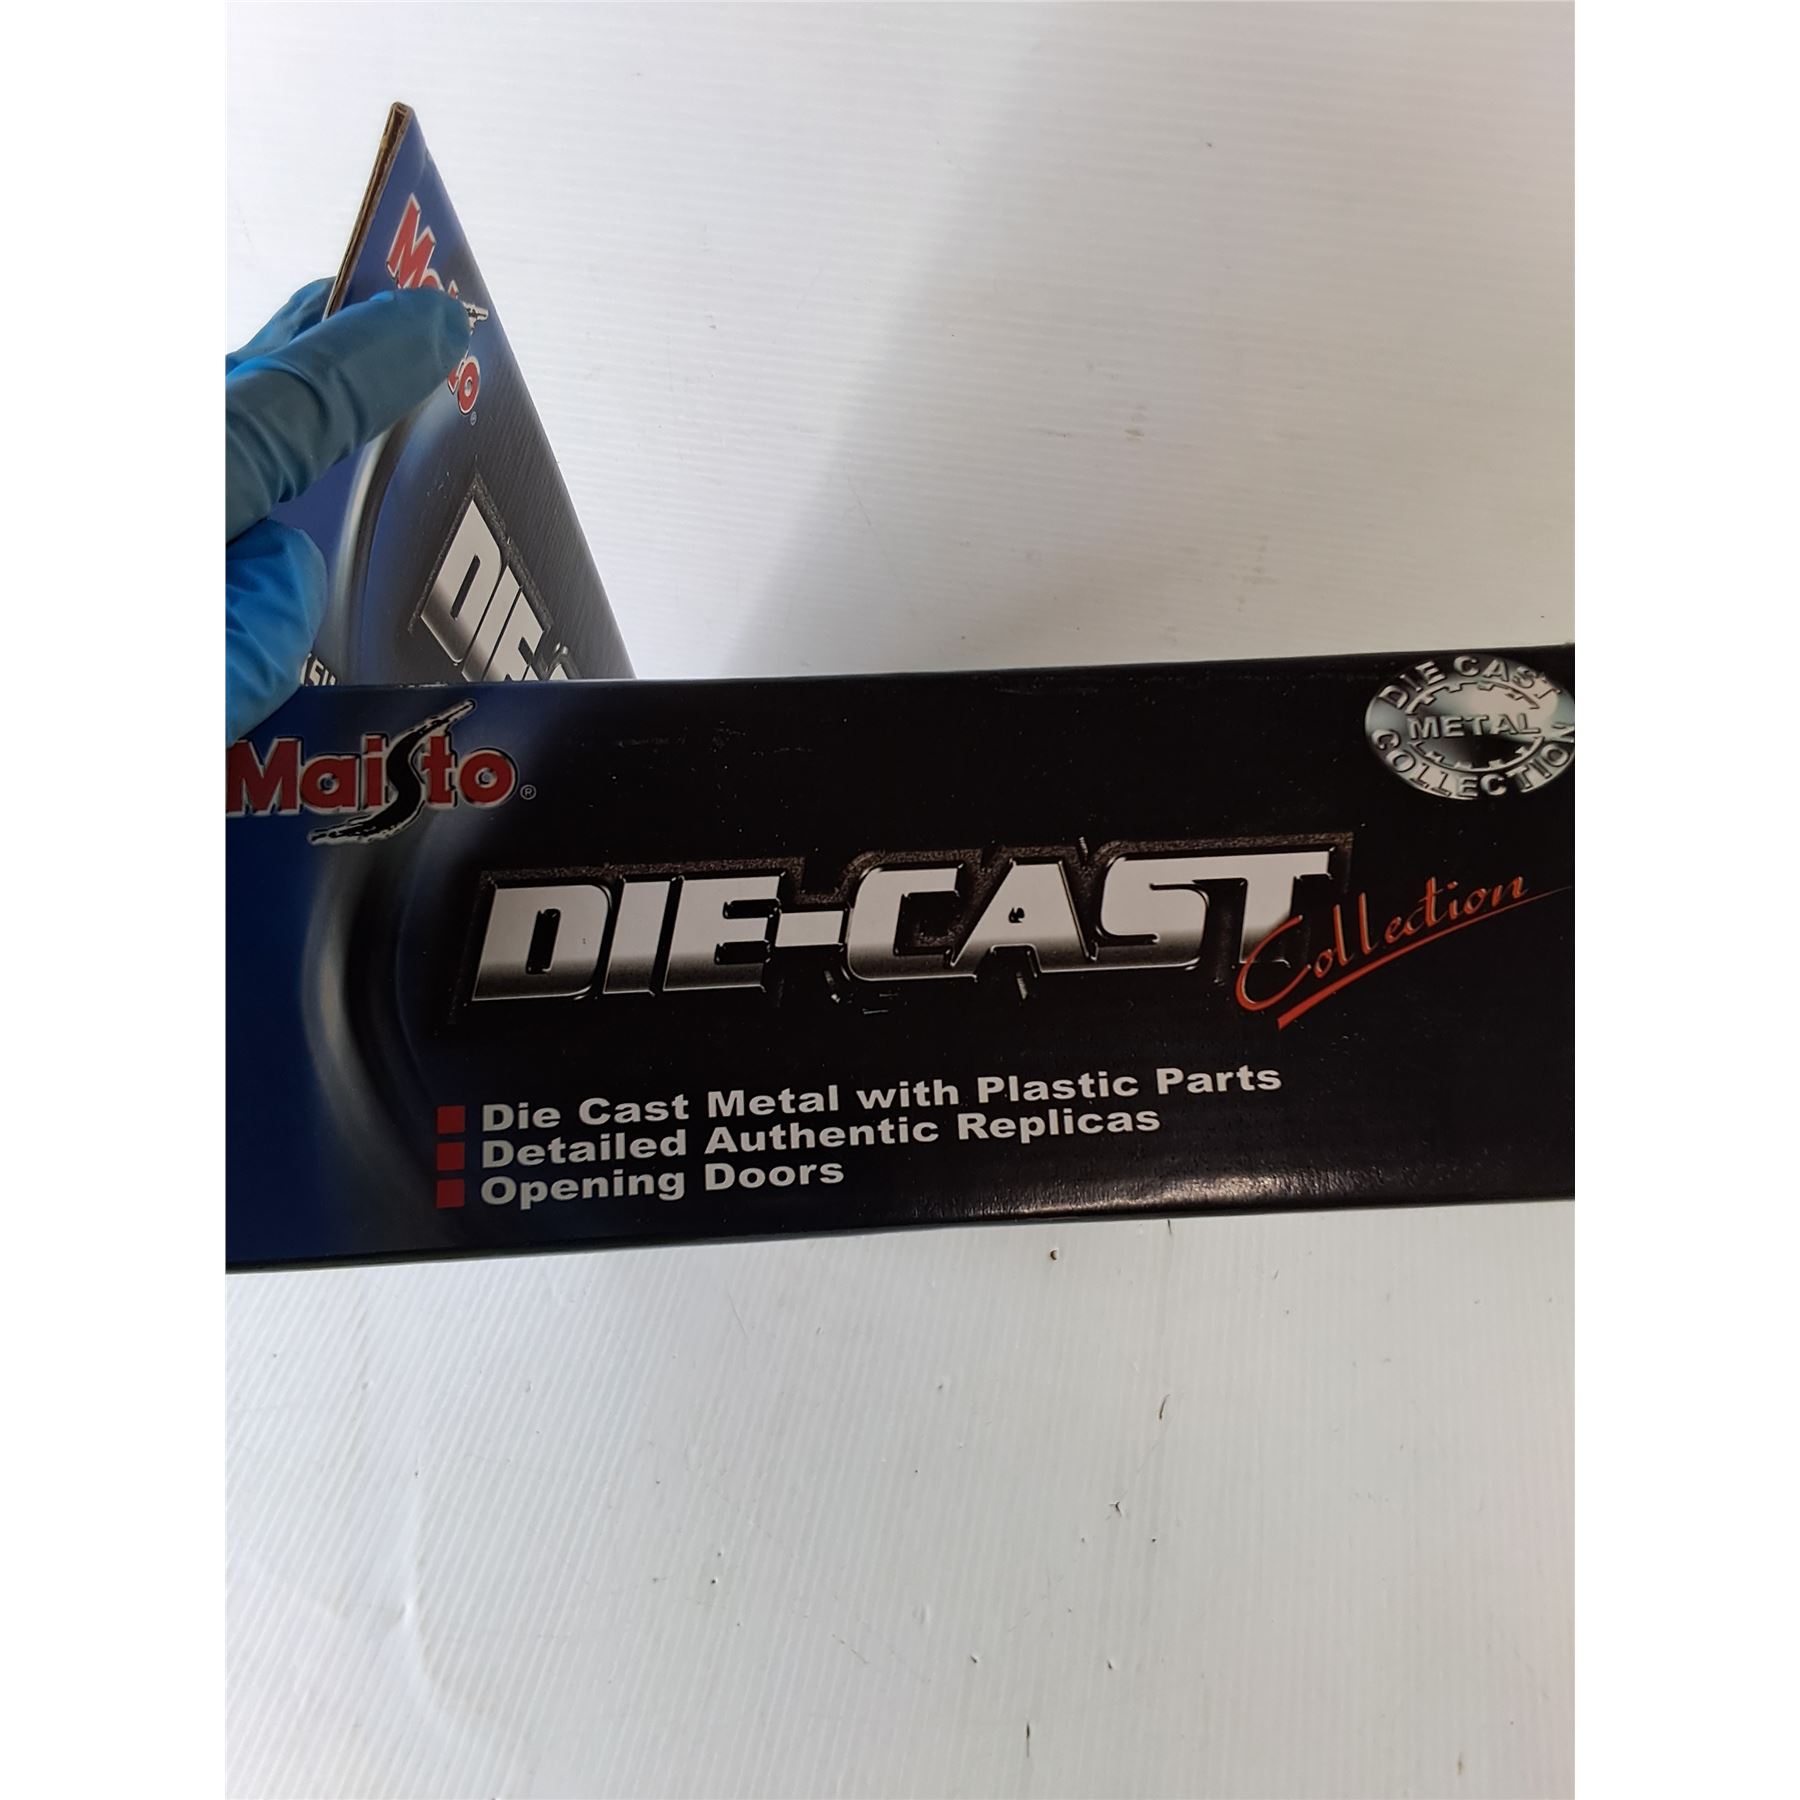 DIE CAST
METAL
COLLECTION
Maisto®
DIE-CAST
Collection
Die Cast Metal with Plastic Parts
Detailed Authentic Replicas
Opening Doors